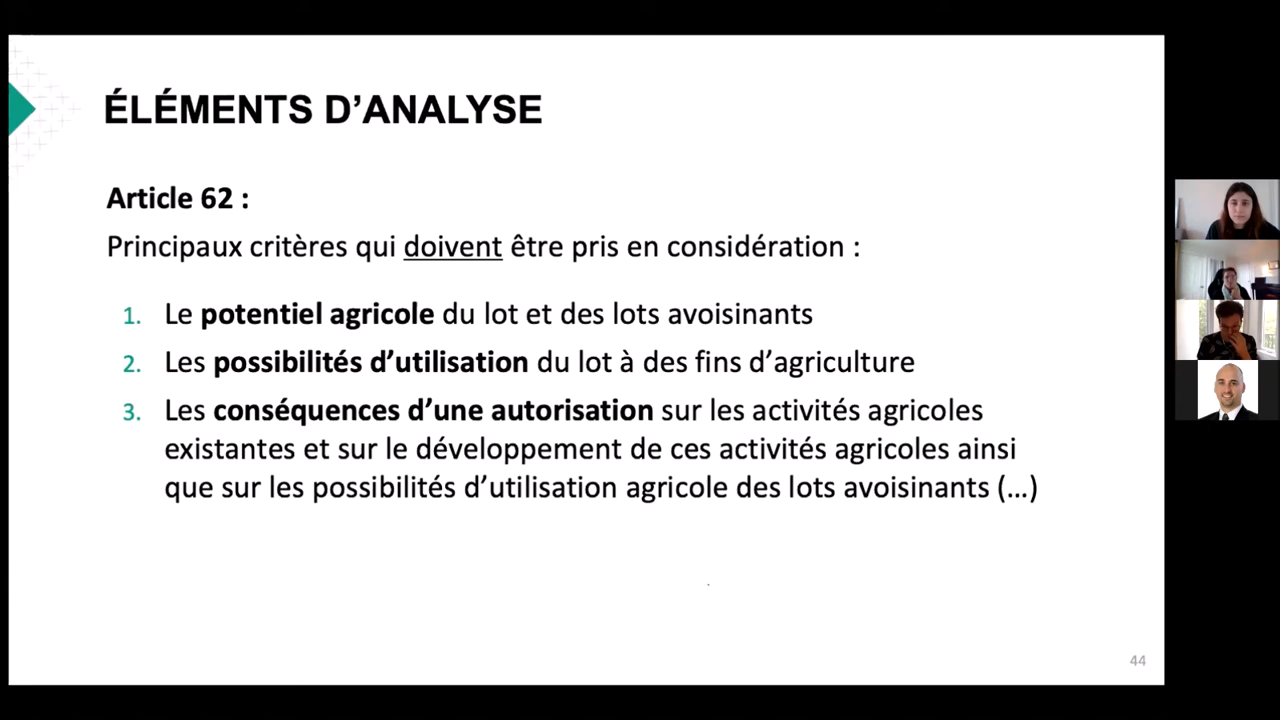 ÉLÉMENTS D’ANALYSE
Article 62 :
Principaux critères qui doivent être pris en considération :
1. Le potentiel agricole du lot et des lots avoisinants
2. Les possibilités d’utilisation du lot à des fins d’agriculture
3. Les conséquences d’une autorisation sur les activités agricoles
existantes et sur le développement de ces activités agricoles ainsi
que sur les possibilités d’utilisation agricole des lots avoisinants (…)
44